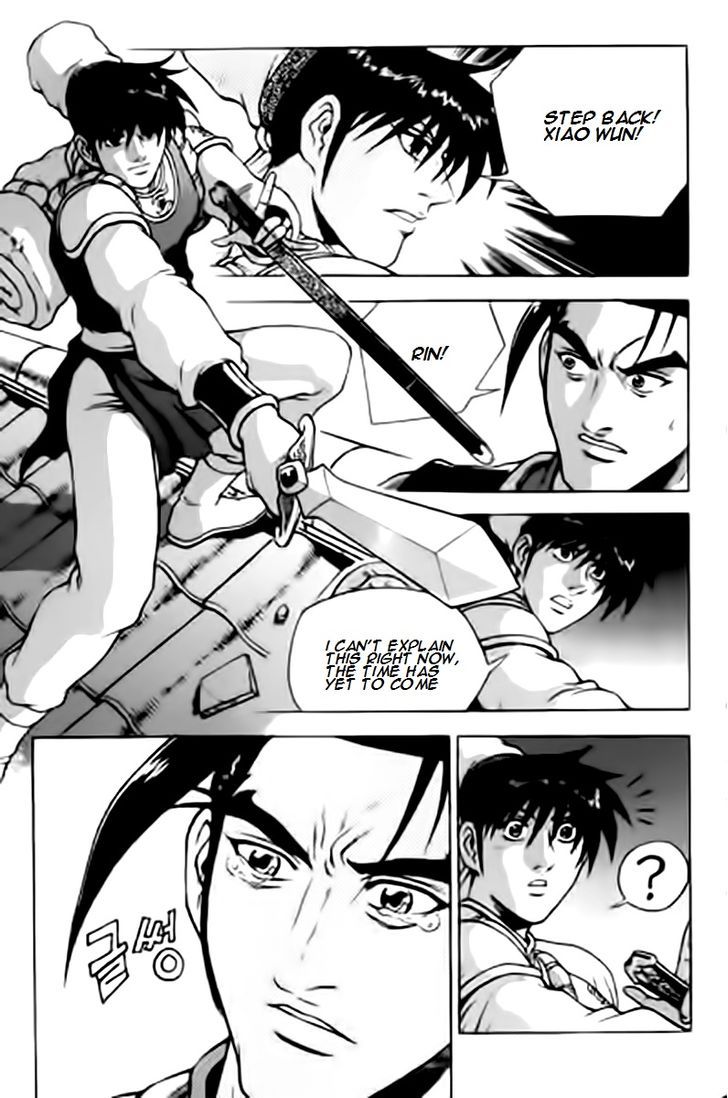 STEP BACK!
XIAO WUN!
RIN!
I CAN'T EXPLAIN
THIS RIGHT NOW,
THE TIME HAS
YET TO COME
?
글썽